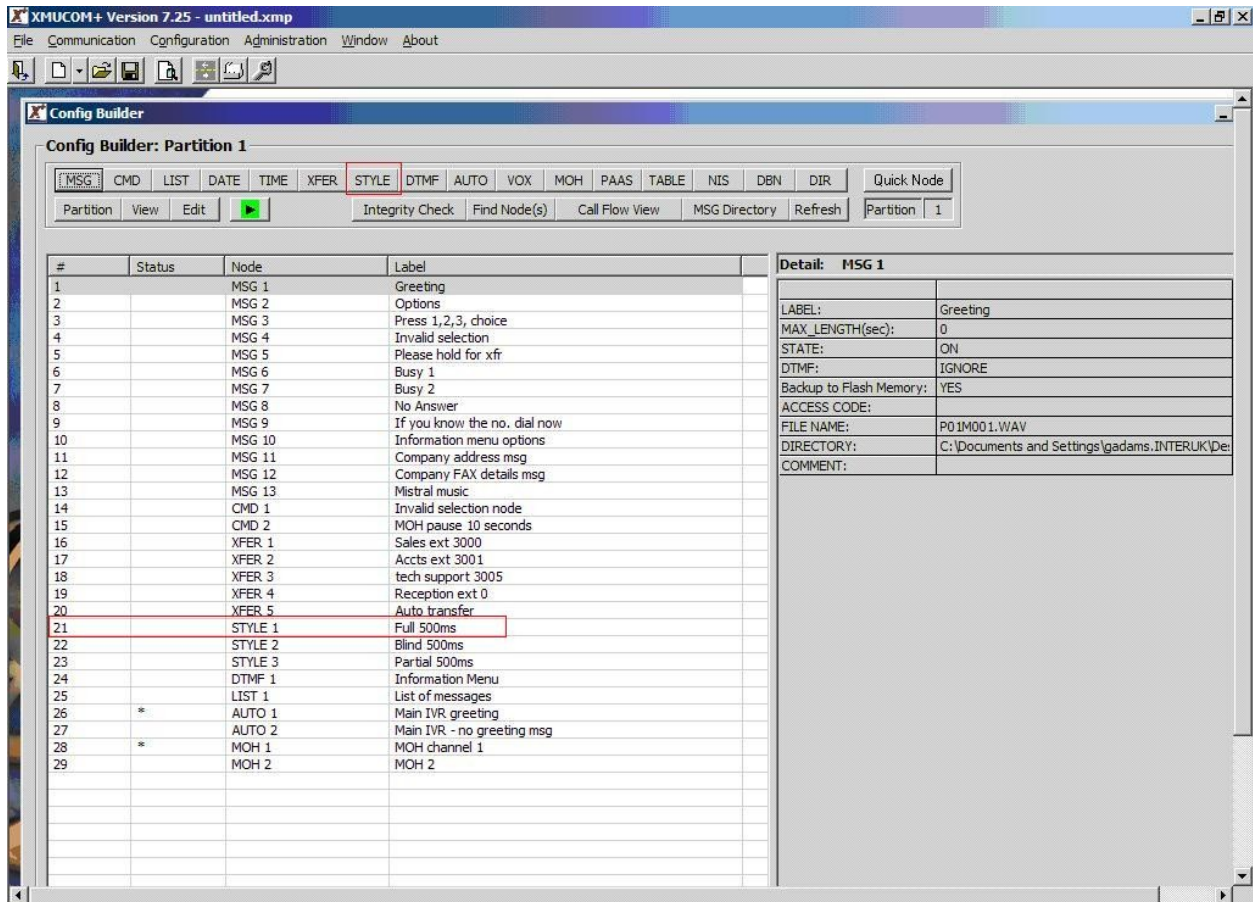 XMUCOM+ Version 7.25 - untitled.xmp
File Communication Configuration Administration Window About
Config Builder
Config Builder: Partition 1
MSG CMD LIST DATE TIME XFER STYLE DTMF AUTO VOX MOH PAAS TABLE NIS DBN DIR Quick Node
Partition View Edit Integrity Check Find Node(s) Call Flow View MSG Directory Refresh Partition 1
# Status Node Label
1 MSG 1 Greeting
2 MSG 2 Options
3 MSG 3 Press 1,2,3, choice
4 MSG 4 Invalid selection
5 MSG 5 Please hold for xfr
6 MSG 6 Busy 1
7 MSG 7 Busy 2
8 MSG 8 No Answer
9 MSG 9 If you know the no. dial now
10 MSG 10 Information menu options
11 MSG 11 Company address msg
12 MSG 12 Company FAX details msg
13 MSG 13 Mistral music
14 CMD 1 Invalid selection node
15 CMD 2 MOH pause 10 seconds
16 XFER 1 Sales ext 3000
17 XFER 2 Accts ext 3001
18 XFER 3 tech support 3005
19 XFER 4 Reception ext 0
20 XFER 5 Auto transfer
21 STYLE 1 Full 500ms
22 STYLE 2 Blind 500ms
23 STYLE 3 Partial 500ms
24 DTMF 1 Information Menu
25 LIST 1 List of messages
26 * AUTO 1 Main IVR greeting
27 AUTO 2 Main IVR - no greeting msg
28 * MOH 1 MOH channel 1
29 MOH 2 MOH 2
Detail: MSG 1
LABEL: Greeting
MAX_LENGTH(sec): 0
STATE: ON
DTMF: IGNORE
Backup to Flash Memory: YES
ACCESS CODE:
FILE NAME: P01M001.WAV
DIRECTORY: C:\Documents and Settings\gadams.INTERUK\De
COMMENT: